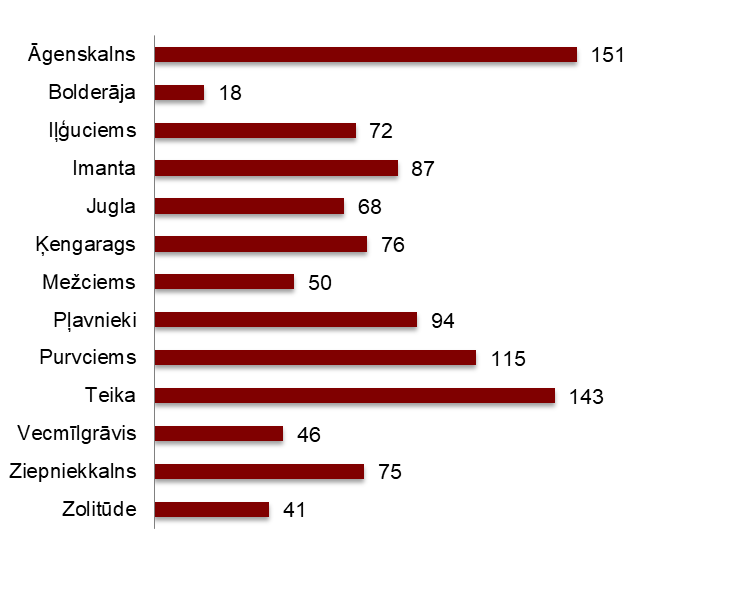 Āgenskalns 151
Bolderāja 18
Iļģuciems 72
Imanta 87
Jugla 68
Ķengarags 76
Mežciems 50
Pļavnieki 94
Purvciems 115
Teika 143
Vecmīlgrāvis 46
Ziepniekkalns 75
Zolitūde 41